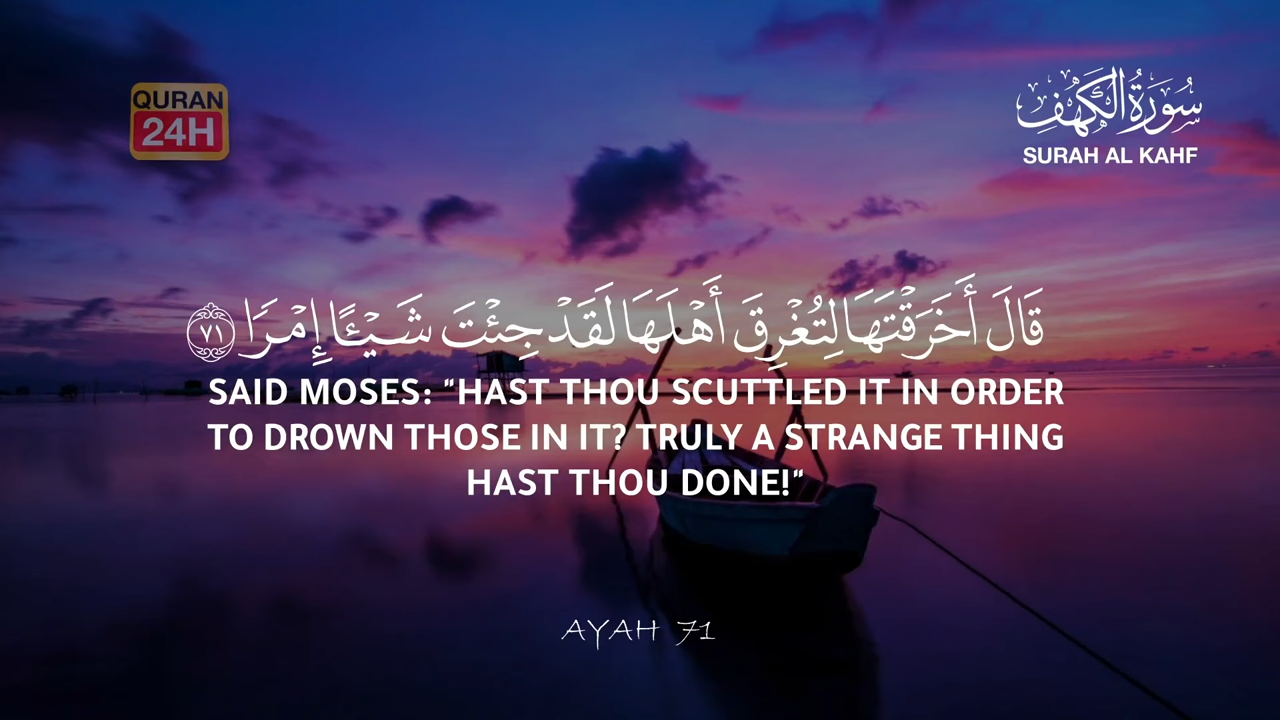 QURAN
24H
سُورَةُ الكَهْفِ
SURAH AL KAHF
قَالَ أَخَرَقْتَهَا لِتُغْرِقَ أَهْلَهَا لَقَدْ جِئْتَ شَيْـًٔا إِمْرًا ٧١
SAID MOSES: "HAST THOU SCUTTLED IT IN ORDER
TO DROWN THOSE IN IT? TRULY A STRANGE THING
HAST THOU DONE!"
AYAH 71